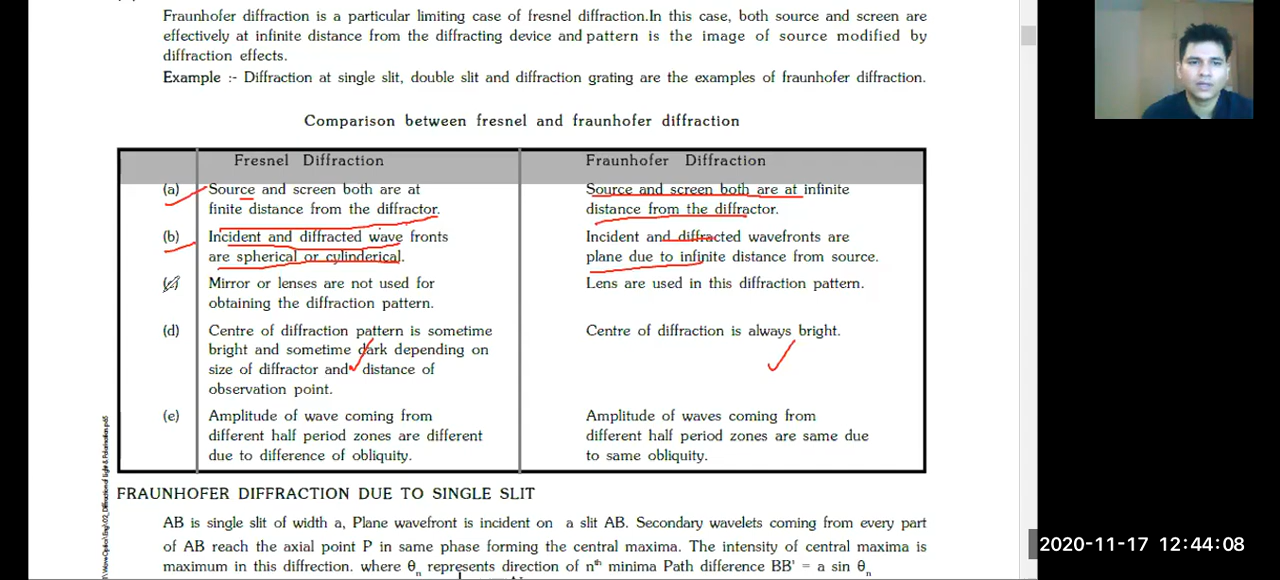 Fraunhofer diffraction is a particular limiting case of fresnel diffraction.In this case, both source and screen are
effectively at infinite distance from the diffracting device and pattern is the image of source modified by
diffraction effects.
Example :- Diffraction at single slit, double slit and diffraction grating are the examples of fraunhofer diffraction.
Comparison between fresnel and fraunhofer diffraction
Fresnel Diffraction
Fraunhofer Diffraction
(a) Source and screen both are at
finite distance from the diffractor.
Source and screen both are at infinite
distance from the diffractor.
(b) Incident and diffracted wave fronts
are spherical or cylinderical.
Incident and diffracted wavefronts are
plane due to infinite distance from source.
Mirror or lenses are not used for
obtaining the diffraction pattern.
Lens are used in this diffraction pattern.
(d) Centre of diffraction pattern is sometime
bright and sometime dark depending on
size of diffractor and distance of
observation point.
Centre of diffraction is always bright.
(e) Amplitude of wave coming from
different half period zones are different
due to difference of obliquity.
Amplitude of waves coming from
different half period zones are same due
to same obliquity.
FRAUNHOFER DIFFRACTION DUE TO SINGLE SLIT
AB is single slit of width a, Plane wavefront is incident on a slit AB. Secondary wavelets coming from every part
of AB reach the axial point P in same phase forming the central maxima. The intensity of central maxima is
maximum in this diffrection. where θn represents direction of nth minima Path difference BB' = a sin θn
2020-11-17 12:44:08